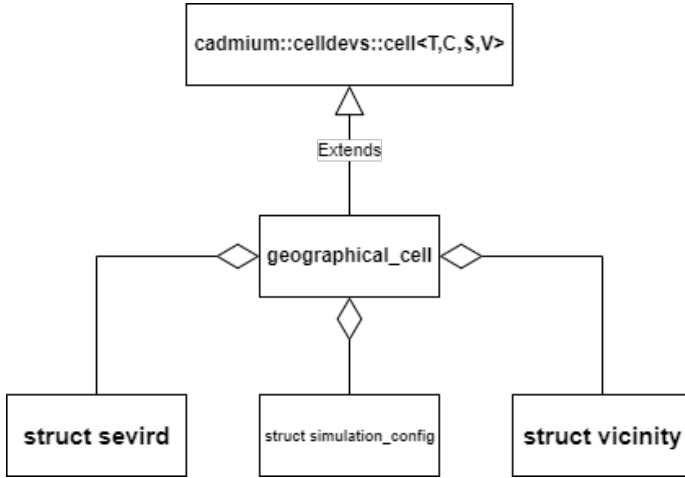 cadmium::celldevs::cell<T,C,S,V>
Extends
geographical_cell
struct sevird
struct simulation_config
struct vicinity